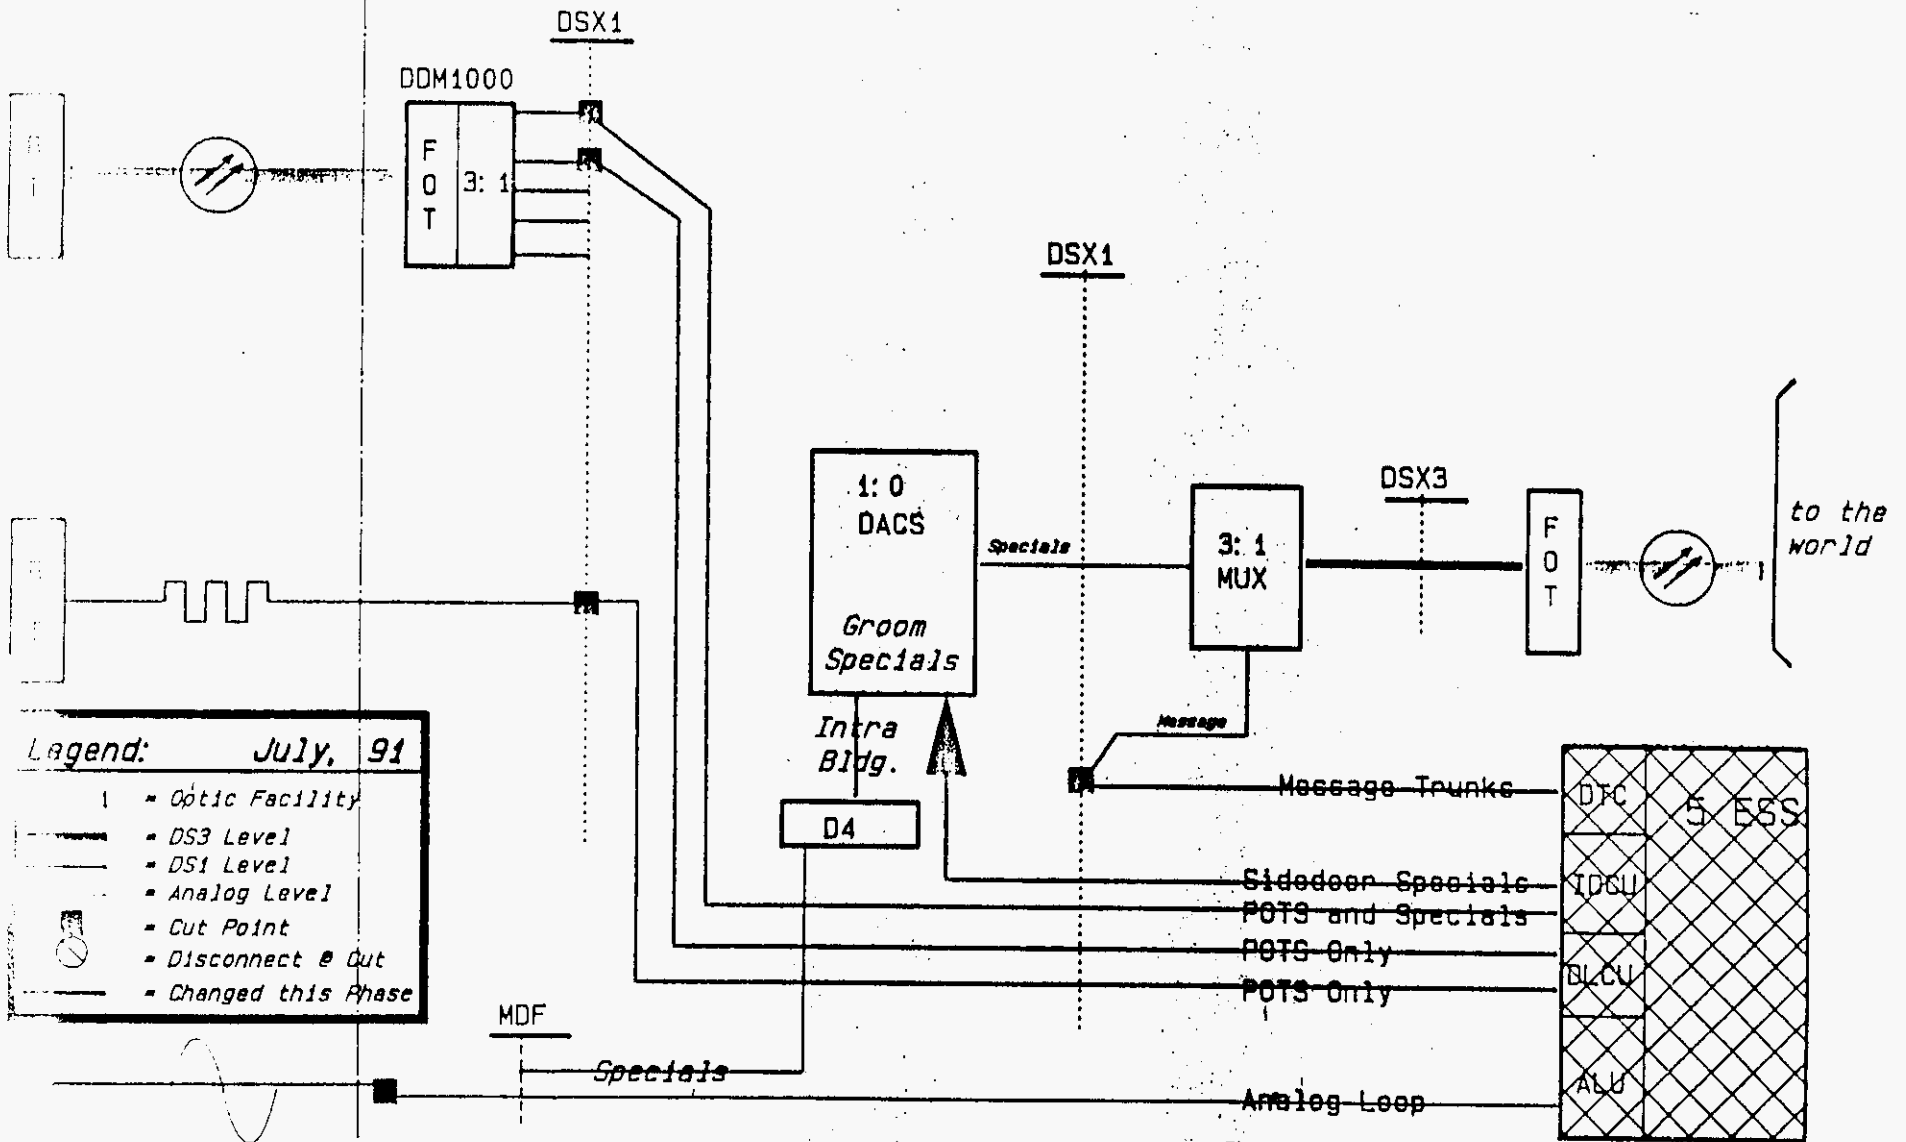 DSX1
DDM1000
F
O
T
3:1
DSX1
1:0
DACS
Groom
Specials
Specials
3:1
MUX
DSX3
F
O
T
to the
world
Intra
Bldg.
Message
D4
Legend: July, 91
= Optic Facility
= DS3 Level
= DS1 Level
= Analog Level
= Cut Point
= Disconnect @ Cut
= Changed this Phase
Message Trunks
Sidedoor Specials
POTS and Specials
POTS Only
POTS Only
Analog Loop
DTC
5 ESS
IDCU
DLCU
ALU
MDF
Specials